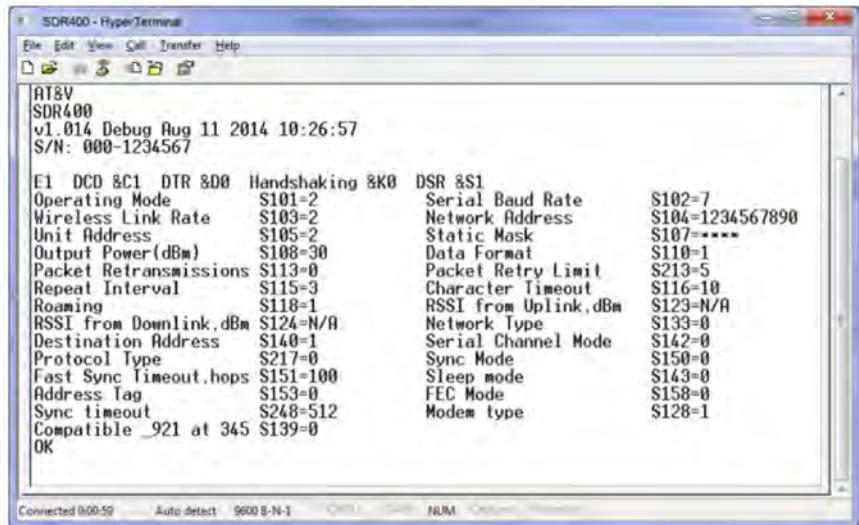 SDR400 - HyperTerminal
File Edit View Call Transfer Help
AT&V
SDR400
v1.014 Debug Aug 11 2014 10:26:57
S/N: 000-1234567
E1 DCD &C1 DTR &D0 Handshaking &K0 DSR &S1
Operating Mode S101=2 Serial Baud Rate S102=7
Wireless Link Rate S103=2 Network Address S104=1234567890
Unit Address S105=2 Static Mask S107=****
Output Power(dBm) S108=30 Data Format S110=1
Packet Retransmissions S113=0 Packet Retry Limit S213=5
Repeat Interval S115=3 Character Timeout S116=10
Roaming S118=1 RSSI from Uplink,dBm S123=N/A
RSSI from Downlink,dBm S124=N/A Network Type S133=0
Destination Address S140=1 Serial Channel Mode S142=0
Protocol Type S217=0 Sync Mode S150=0
Fast Sync Timeout,hops S151=100 Sleep mode S143=0
Address Tag S153=0 FEC Mode S158=0
Sync timeout S248=512 Modem type S128=1
Compatible _921 at 345 S139=0
OK
Connected 0:00:59 Auto detect 9600 8-N-1 NUM